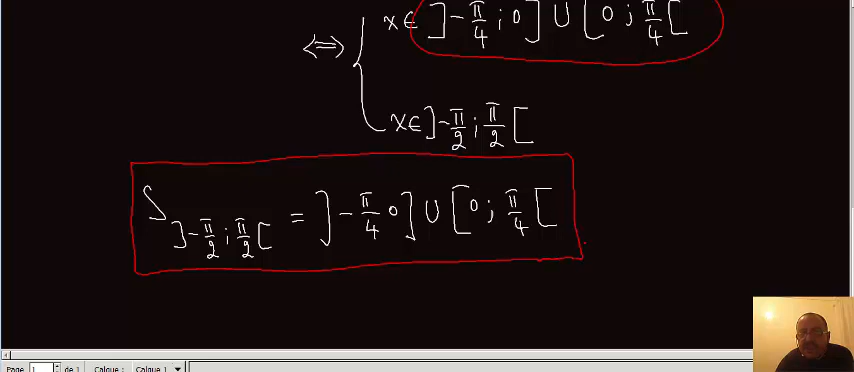 x∈ ]-π/4 ; 0] ∪ [0 ; π/4[
⇔
x∈ ]-π/2 ; π/2[
S ]-π/2 ; π/2[ = ]-π/4 0] ∪ [0 ; π/4[
Page 1 de 1 Calque : Calque 1